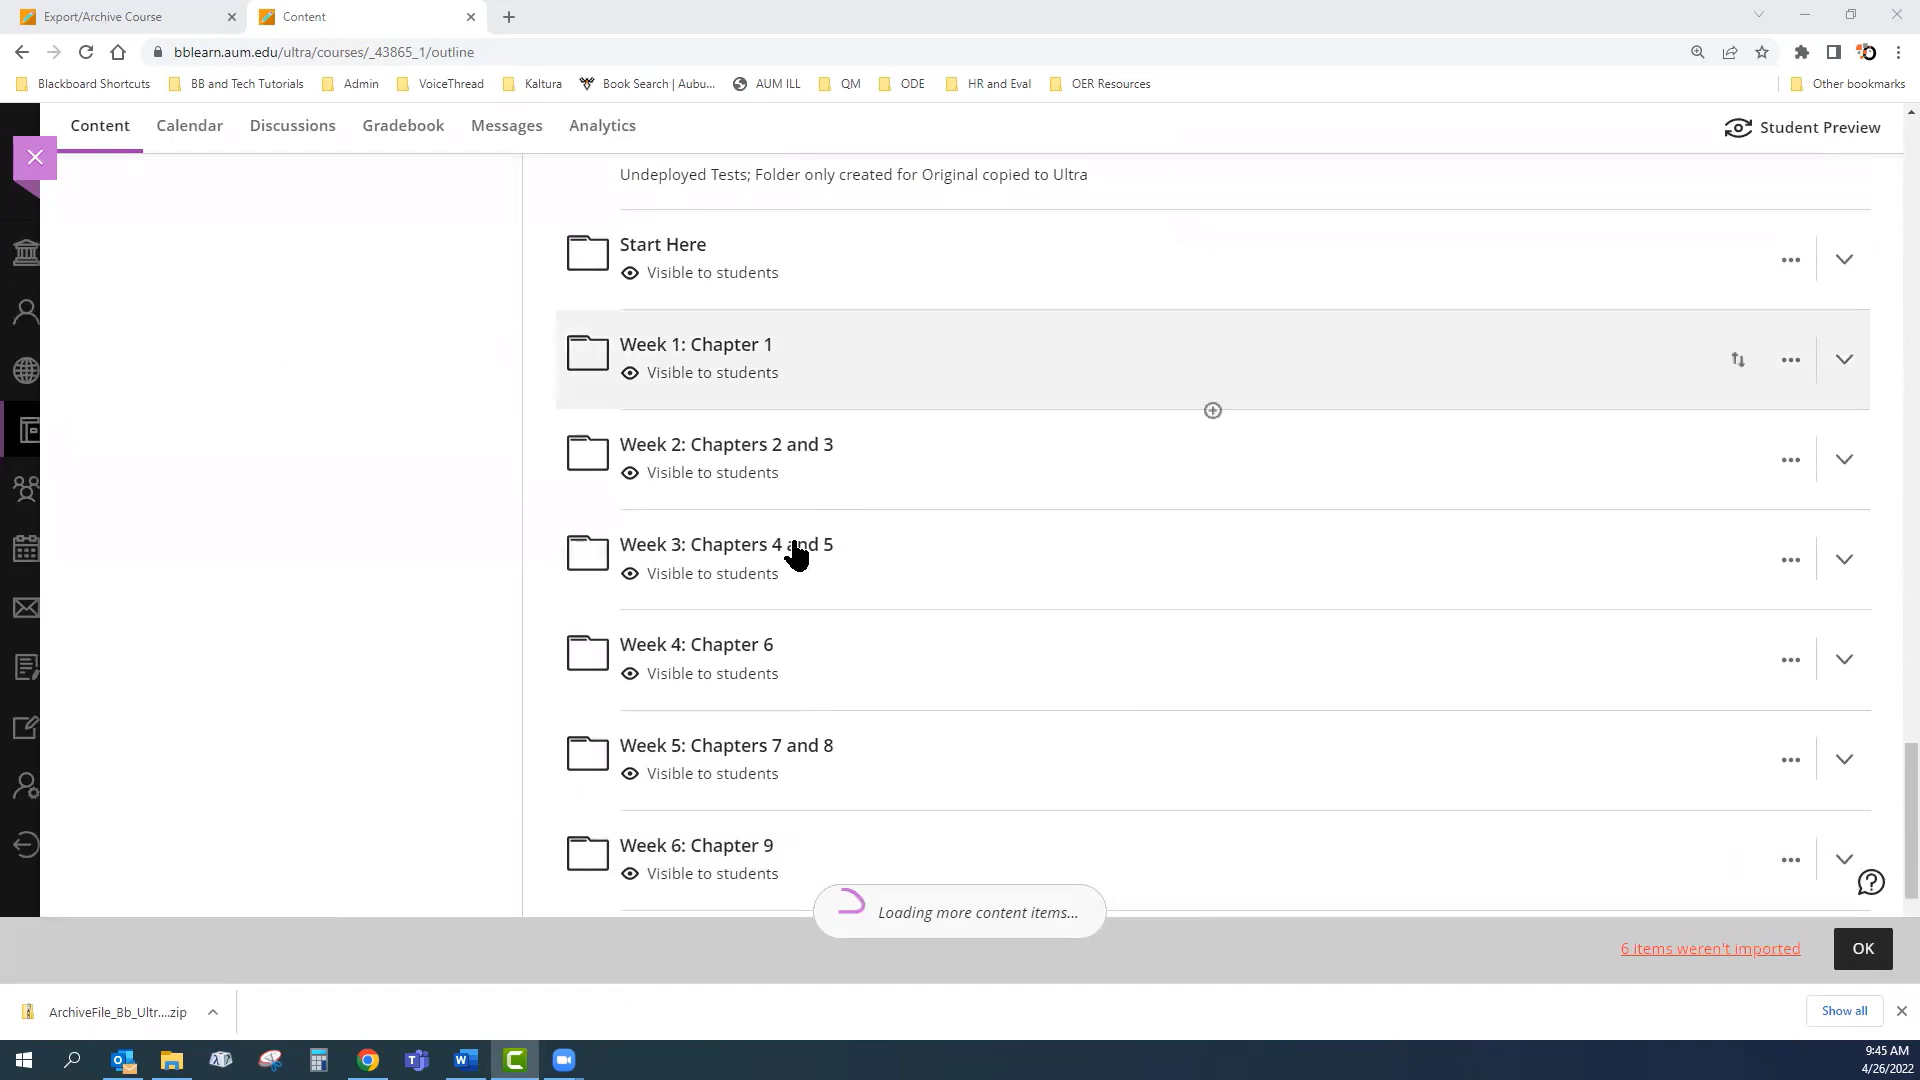 Export/Archive Course
Content
bblearn.aum.edu/ultra/courses/_43865_1/outline
Blackboard Shortcuts
BB and Tech Tutorials
Admin
VoiceThread
Kaltura
Book Search | Aubu...
AUM ILL
QM
ODE
HR and Eval
OER Resources
Other bookmarks
Content
Calendar
Discussions
Gradebook
Messages
Analytics
Student Preview
Undeployed Tests; Folder only created for Original copied to Ultra
Start Here
Visible to students
Week 1: Chapter 1
Visible to students
Week 2: Chapters 2 and 3
Visible to students
Week 3: Chapters 4 and 5
Visible to students
Week 4: Chapter 6
Visible to students
Week 5: Chapters 7 and 8
Visible to students
Week 6: Chapter 9
Visible to students
Loading more content items...
6 items weren't imported
OK
ArchiveFile_Bb_Ultr....zip
Show all
9:45 AM
4/26/2022